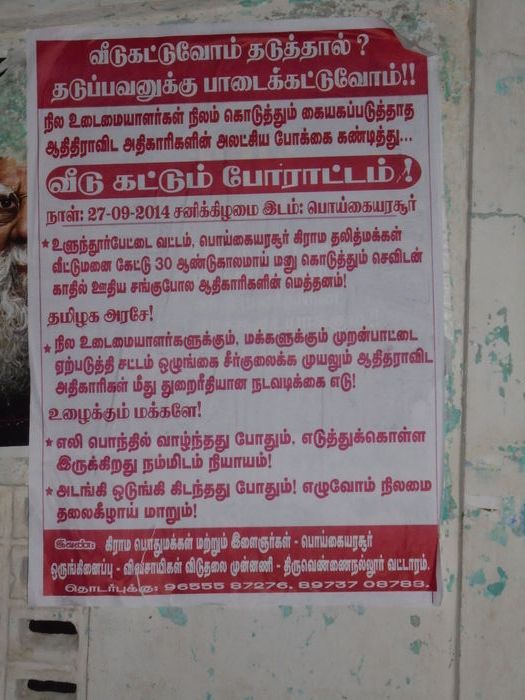 வீடுகட்டுவோம் தடுத்தால் ?
தடுப்பவனுக்கு பாடைக்கட்டுவோம்!!
நில உடைமையாளர்கள் நிலம் கொடுத்தும் கையகப்படுத்தாத
ஆதிதிராவிட அதிகாரிகளின் அலட்சிய போக்கை கண்டித்து...
வீடு கட்டும் போராட்டம் !
நாள்: 27-09-2014 சனிக்கிழமை இடம்: பொய்கையரசூர்
★ உளுந்தூர்பேட்டை வட்டம், பொய்கையரசூர் கிராம தலித்மக்கள்
வீட்டுமனை கேட்டு 30 ஆண்டுகாலமாய் மனு கொடுத்தும் செவிடன்
காதில் ஊதிய சங்குபோல ஆதிகாரிகளின் மெத்தனம்!
தமிழக அரசே!
★ நில உடைமையாளர்களுக்கும், மக்களுக்கும் முறன்பாட்டை
ஏற்படுத்தி சட்டம் ஒழுங்கை சீர்குலைக்க முயலும் ஆதிதராவிட
அதிகாரிகள் மீது துறைரீதியான நடவடிக்கை எடு!
உழைக்கும் மக்களே!
★ எலி பொந்தில் வாழ்ந்தது போதும், எடுத்துக்கொள்ள
இருக்கிறது நம்மிடம் நியாயம்!
★ அடங்கி ஒடுங்கி கிடந்தது போதும்! எழுவோம் நிலமை
தலைகீழாய் மாறும்!
இவண்: கிராம பொதுமக்கள் மற்றும் இளைஞர்கள் - பொய்கையரசூர்
ஒருங்கினைப்பு - விவசாயிகள் விடுதலை முன்னணி - திருவெண்ணைநல்லூர் வட்டாரம்.
தொடர்புக்கு: 96555 87276. 89737 08783.